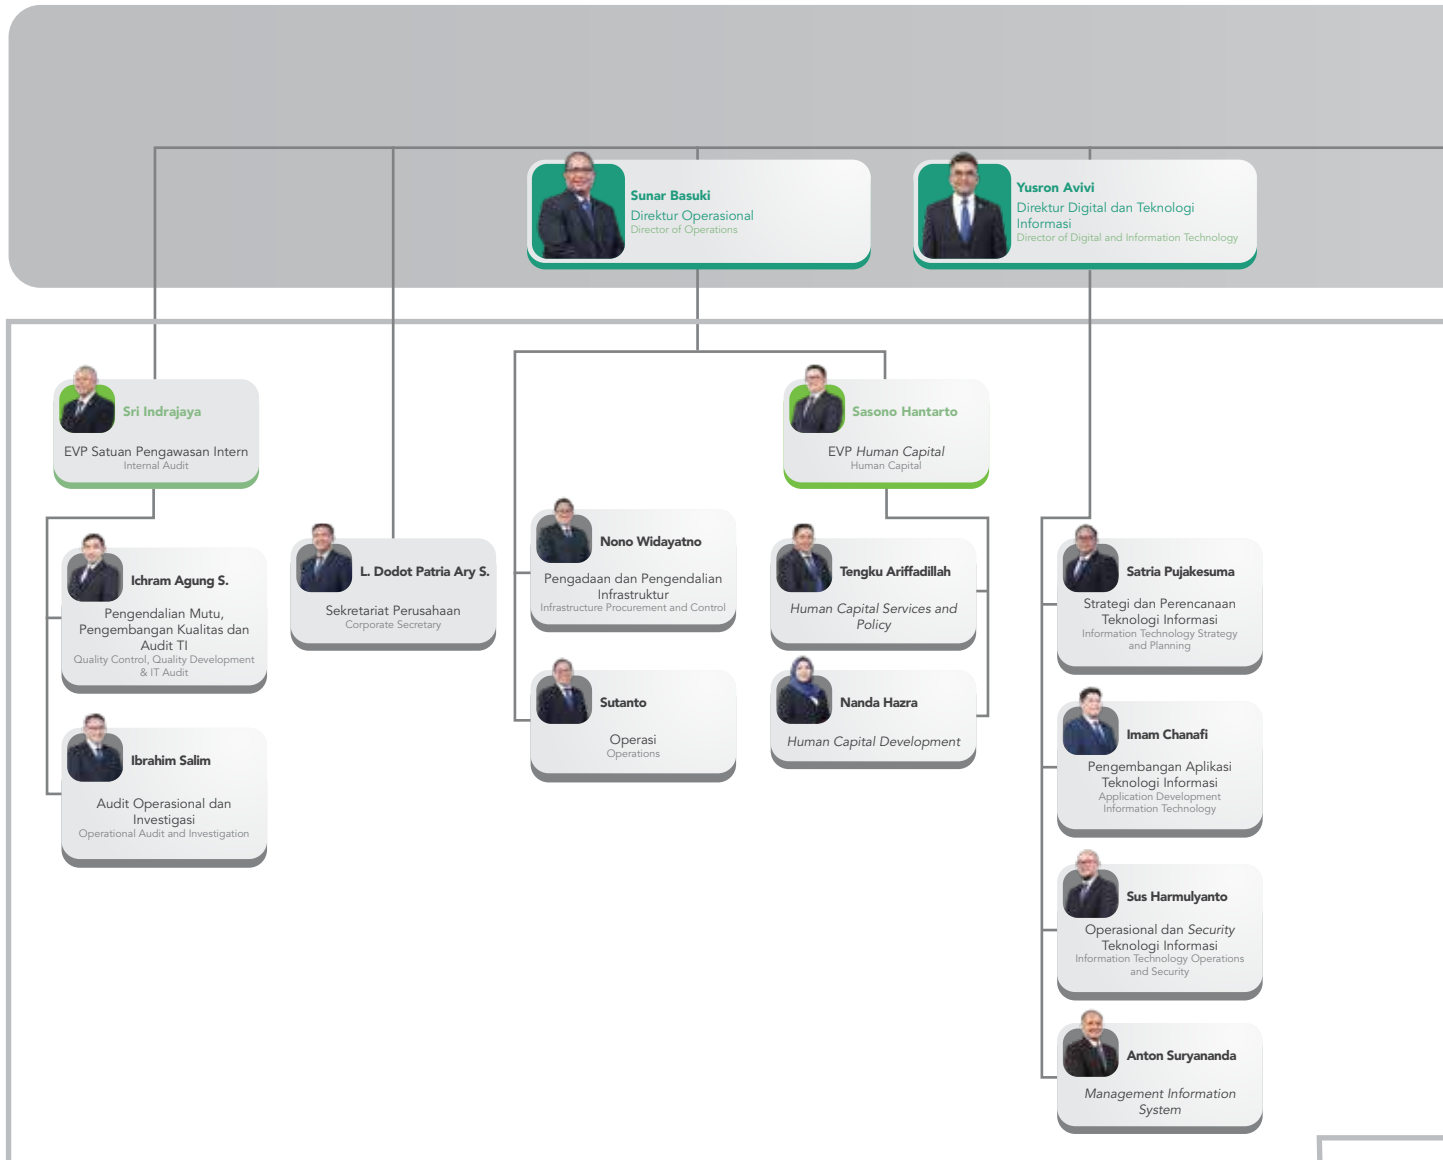 Sunar Basuki
Direktur Operasional
Director of Operations
Yusron Avivi
Direktur Digital dan Teknologi
Informasi
Director of Digital and Information Technology
Sri Indrajaya
EVP Satuan Pengawasan Intern
Internal Audit
Ichram Agung S.
Pengendalian Mutu,
Pengembangan Kualitas dan
Audit TI
Quality Control, Quality Development
& IT Audit
Ibrahim Salim
Audit Operasional dan
Investigasi
Operational Audit and Investigation
L. Dodot Patria Ary S.
Sekretariat Perusahaan
Corporate Secretary
Nono Widayatno
Pengadaan dan Pengendalian
Infrastruktur
Infrastructure Procurement and Control
Sutanto
Operasi
Operations
Sasono Hantarto
EVP Human Capital
Human Capital
Tengku Ariffadillah
Human Capital Services and
Policy
Nanda Hazra
Human Capital Development
Satria Pujakesuma
Strategi dan Perencanaan
Teknologi Informasi
Information Technology Strategy
and Planning
Imam Chanafi
Pengembangan Aplikasi
Teknologi Informasi
Application Development
Information Technology
Sus Harmulyanto
Operasional dan Security
Teknologi Informasi
Information Technology Operations
and Security
Anton Suryananda
Management Information
System